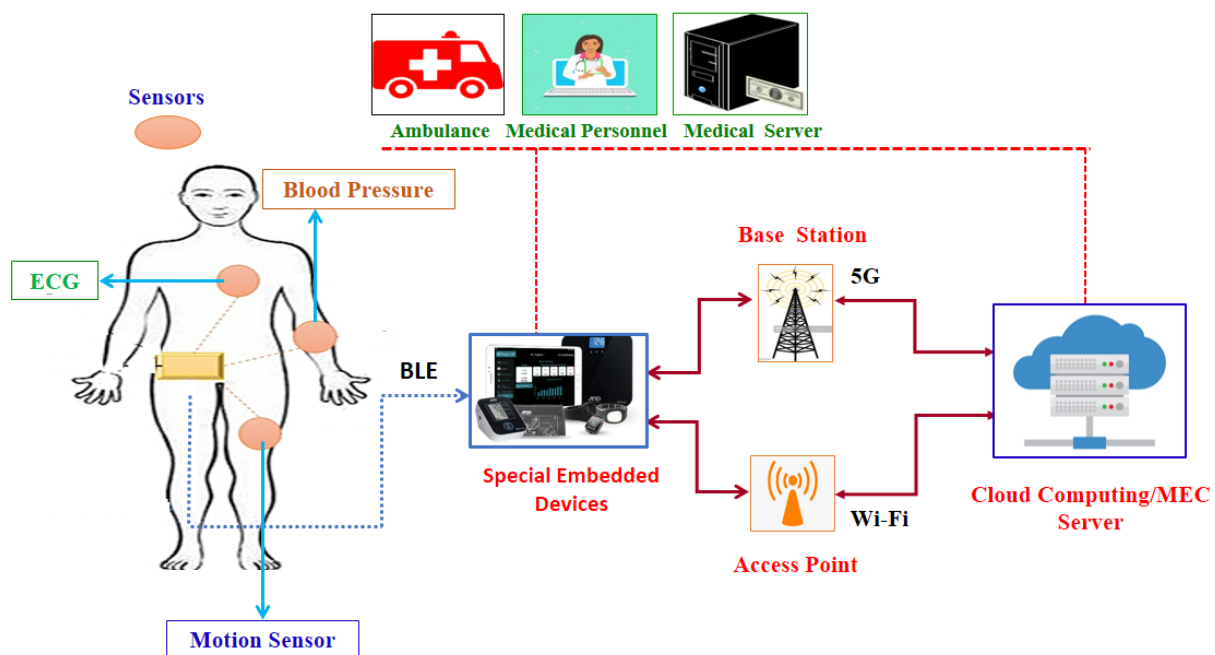 Ambulance
Medical Personnel
Medical Server
Sensors
Blood Pressure
ECG
Base Station
5G
BLE
Special Embedded
Devices
Wi-Fi
Access Point
Cloud Computing/MEC
Server
Motion Sensor